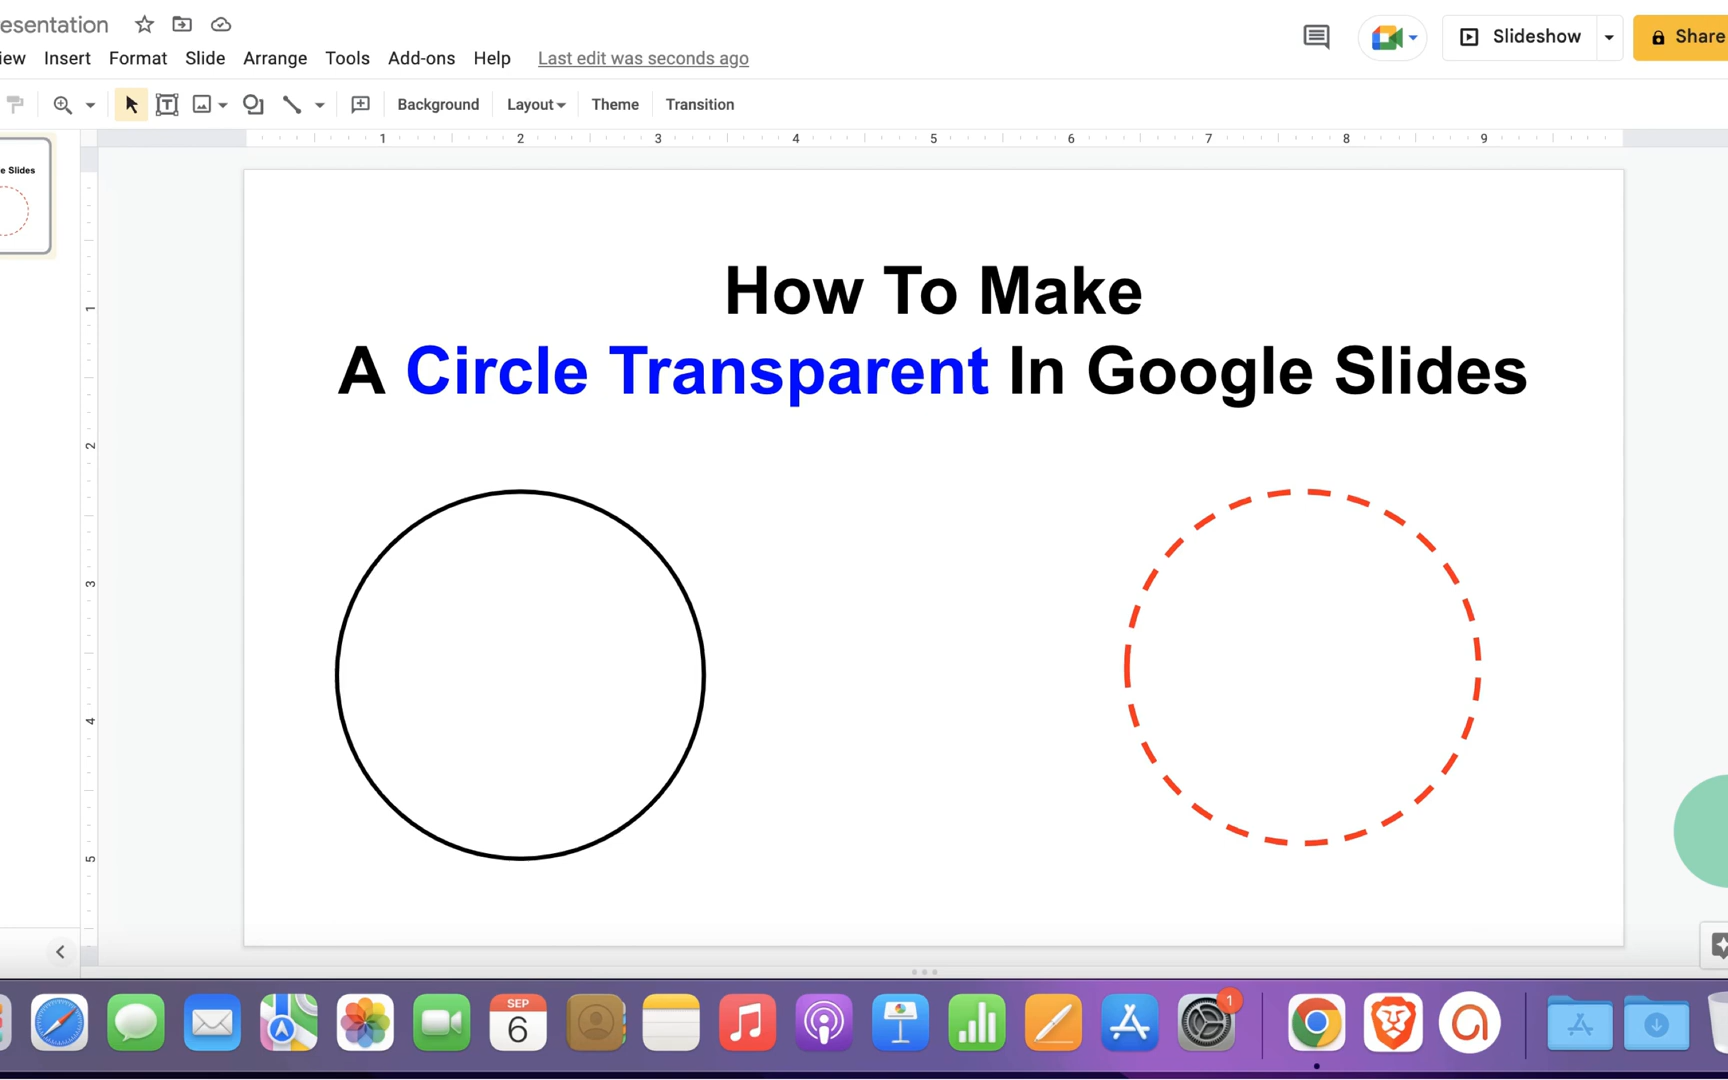 esentation
iew Insert Format Slide Arrange Tools Add-ons Help Last edit was seconds ago
Slideshow
Share
Background Layout Theme Transition
1 2 3 4 5 6 7 8 9
e Slides
How To Make
A Circle Transparent In Google Slides
1
2
3
4
5
SEP
6
1